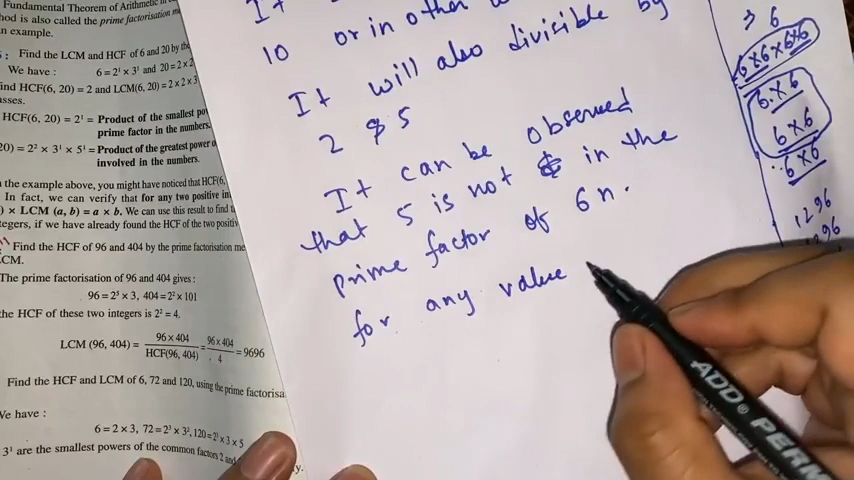 Fundamental Theorem of Arithmetic
hod is also called the prime factorisation
n example.
Find the LCM and HCF of 6 and 20 by the
We have : 6 = 2¹ × 3¹ and 20 = 2 × 2
ind HCF(6, 20) = 2 and LCM(6, 20) = 2 × 2 × 3
sses.
HCF(6, 20) = 2¹ = Product of the smallest
prime factor in the numbers.
20) = 2² × 3¹ × 5¹ = Product of the greatest power
involved in the numbers.
the example above, you might have noticed that HCF(6,
In fact, we can verify that for any two positive
) × LCM (a, b) = a × b. We can use this result to find
tegers, if we have already found the HCF of the two
Find the HCF of 96 and 404 by the prime factorisation
CM.
The prime factorisation of 96 and 404 gives :
96 = 2⁵ × 3, 404 = 2² × 101
the HCF of these two integers is 2² = 4.
LCM (96, 404) = 96 × 404 / HCF(96, 404) = 96 × 404 / 4 = 9696
Find the HCF and LCM of 6, 72 and 120, using the prime factorisa
We have :
6 = 2 × 3, 72 = 2³ × 3², 120 = 2³ × 3 × 5
3¹ are the smallest powers of the common factors 2
y.
It
10 or in other
It will also divisible by
2 & 5
It can be observed
that 5 is not in the
prime factor of 6 n.
for any value
6
6×6×6×6
6×6
6×6
6×6
1296
ADD PERM